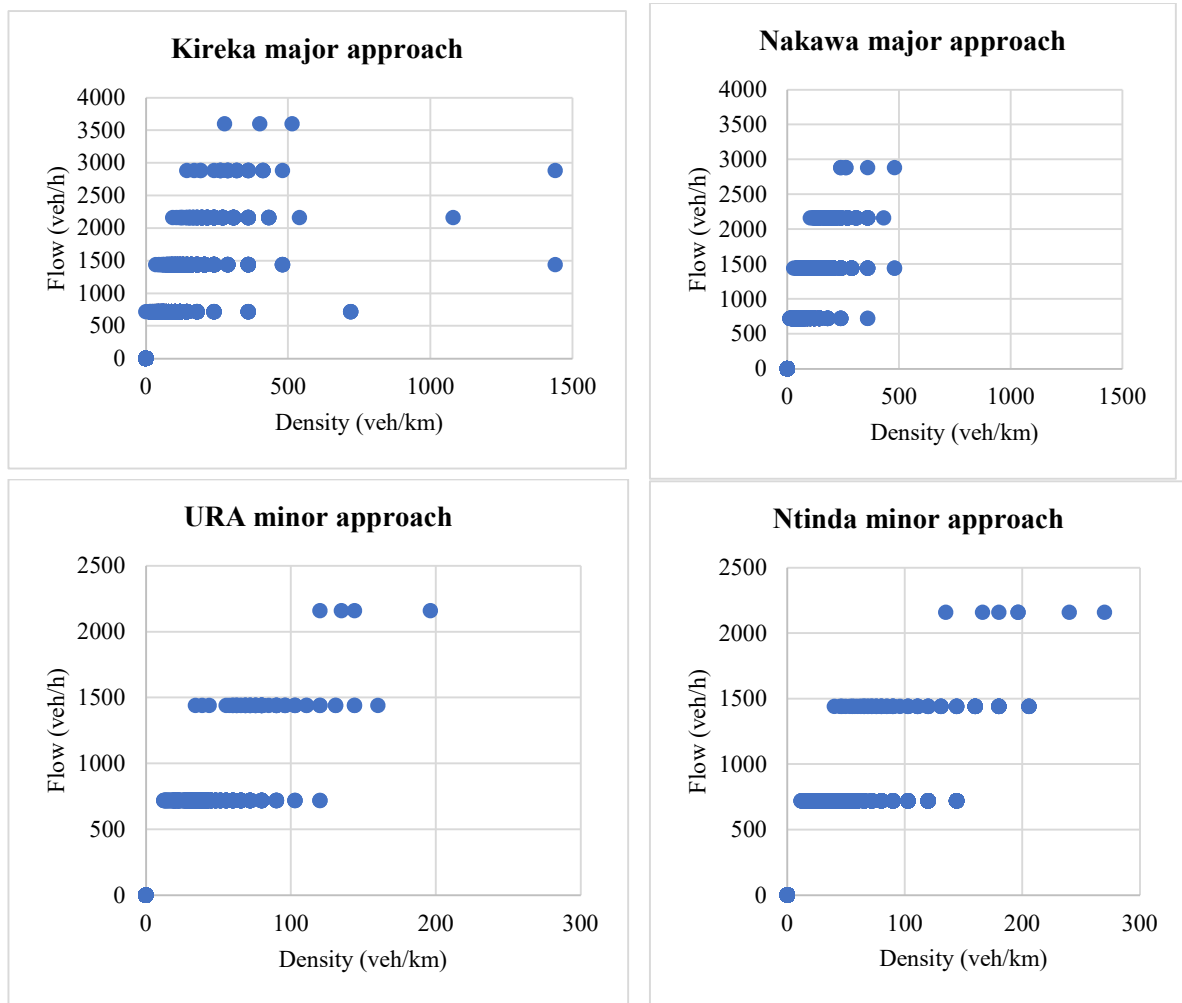 Kireka major approach
4000
3500
3000
2500
2000
1500
1000
500
0
Flow (veh/h)
0 500 1000 1500
Density (veh/km)
Nakawa major approach
4000
3500
3000
2500
2000
1500
1000
500
0
Flow (veh/h)
0 500 1000 1500
Density (veh/km)
URA minor approach
2500
2000
1500
1000
500
0
Flow (veh/h)
0 100 200 300
Density (veh/km)
Ntinda minor approach
2500
2000
1500
1000
500
0
Flow (veh/h)
0 100 200 300
Density (veh/km)